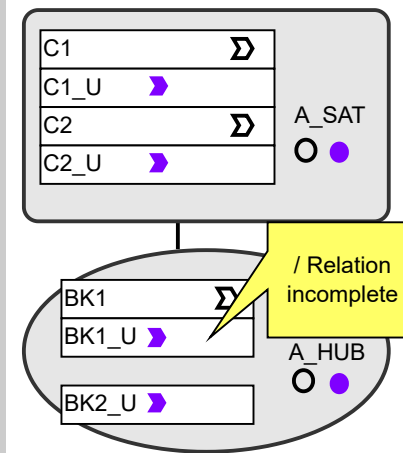 C1
C1_U
C2
C2_U
A_SAT
/ Relation
incomplete
BK1
BK1_U
A_HUB
BK2_U